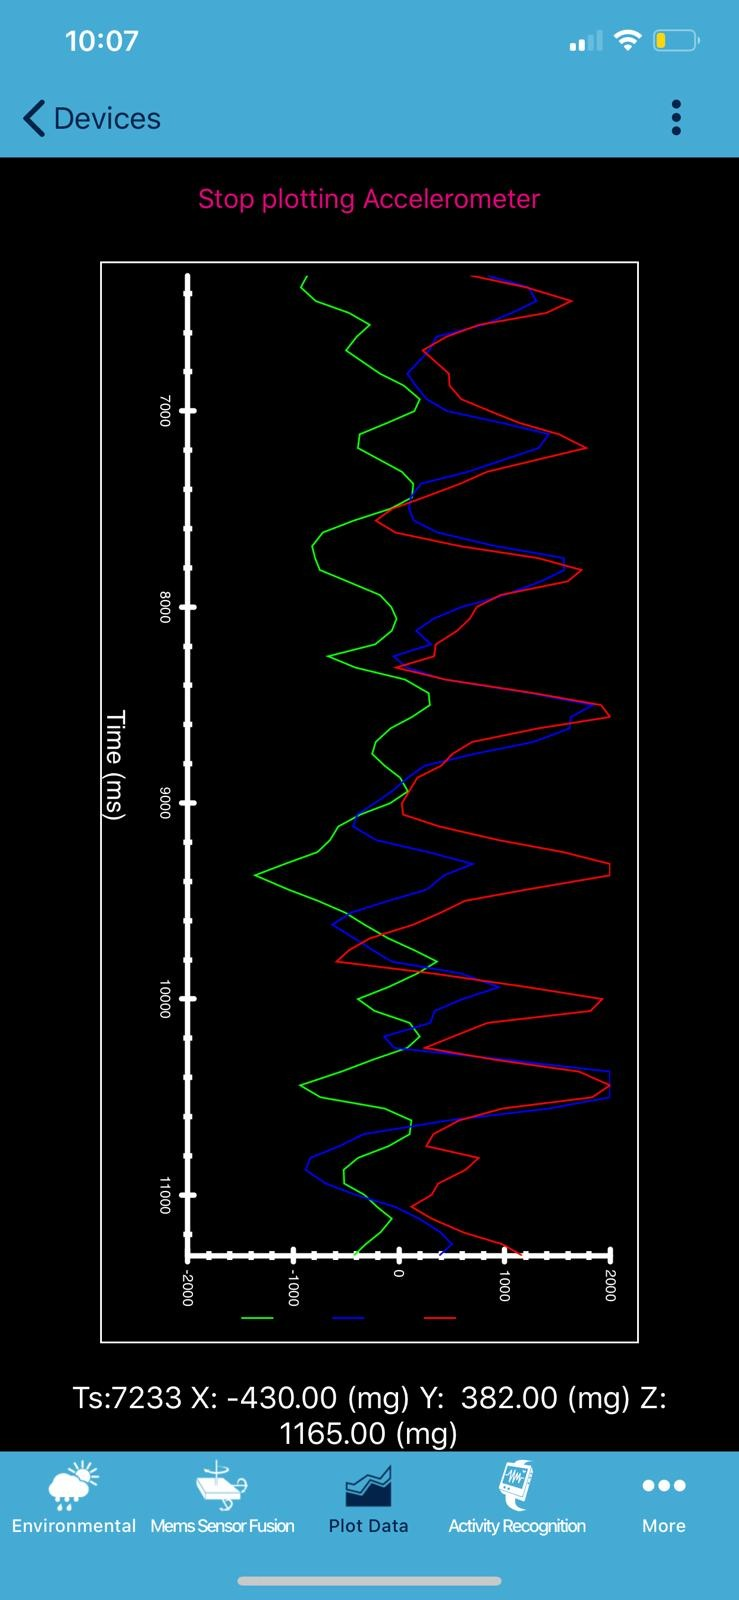 10:07
Devices
Stop plotting Accelerometer
7000
8000
9000
10000
11000
Time (ms)
-2000
-1000
0
1000
2000
Ts:7233 X: -430.00 (mg) Y: 382.00 (mg) Z:
1165.00 (mg)
Environmental
Mems Sensor Fusion
Plot Data
Activity Recognition
More